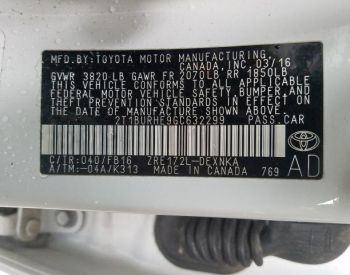 MFD. BY: TOYOTA MOTOR MANUFACTURING,
CANADA, INC. 03/16
GVWR 3820 LB GAWR FR 2070LB RR 1850LB
THIS VEHICLE CONFORMS TO ALL APPLICABLE
FEDERAL MOTOR VEHICLE SAFETY, BUMPER, AND
THEFT PREVENTION STANDARDS IN EFFECT ON
THE DATE OF MANUFACTURE SHOWN ABOVE.
2T1BURHE9GC632299 PASS.CAR
C/TR: 040/FB16 ZRE172L-DEXNKA
A/TM: -04A/K313 MADE IN CANADA 769
AD